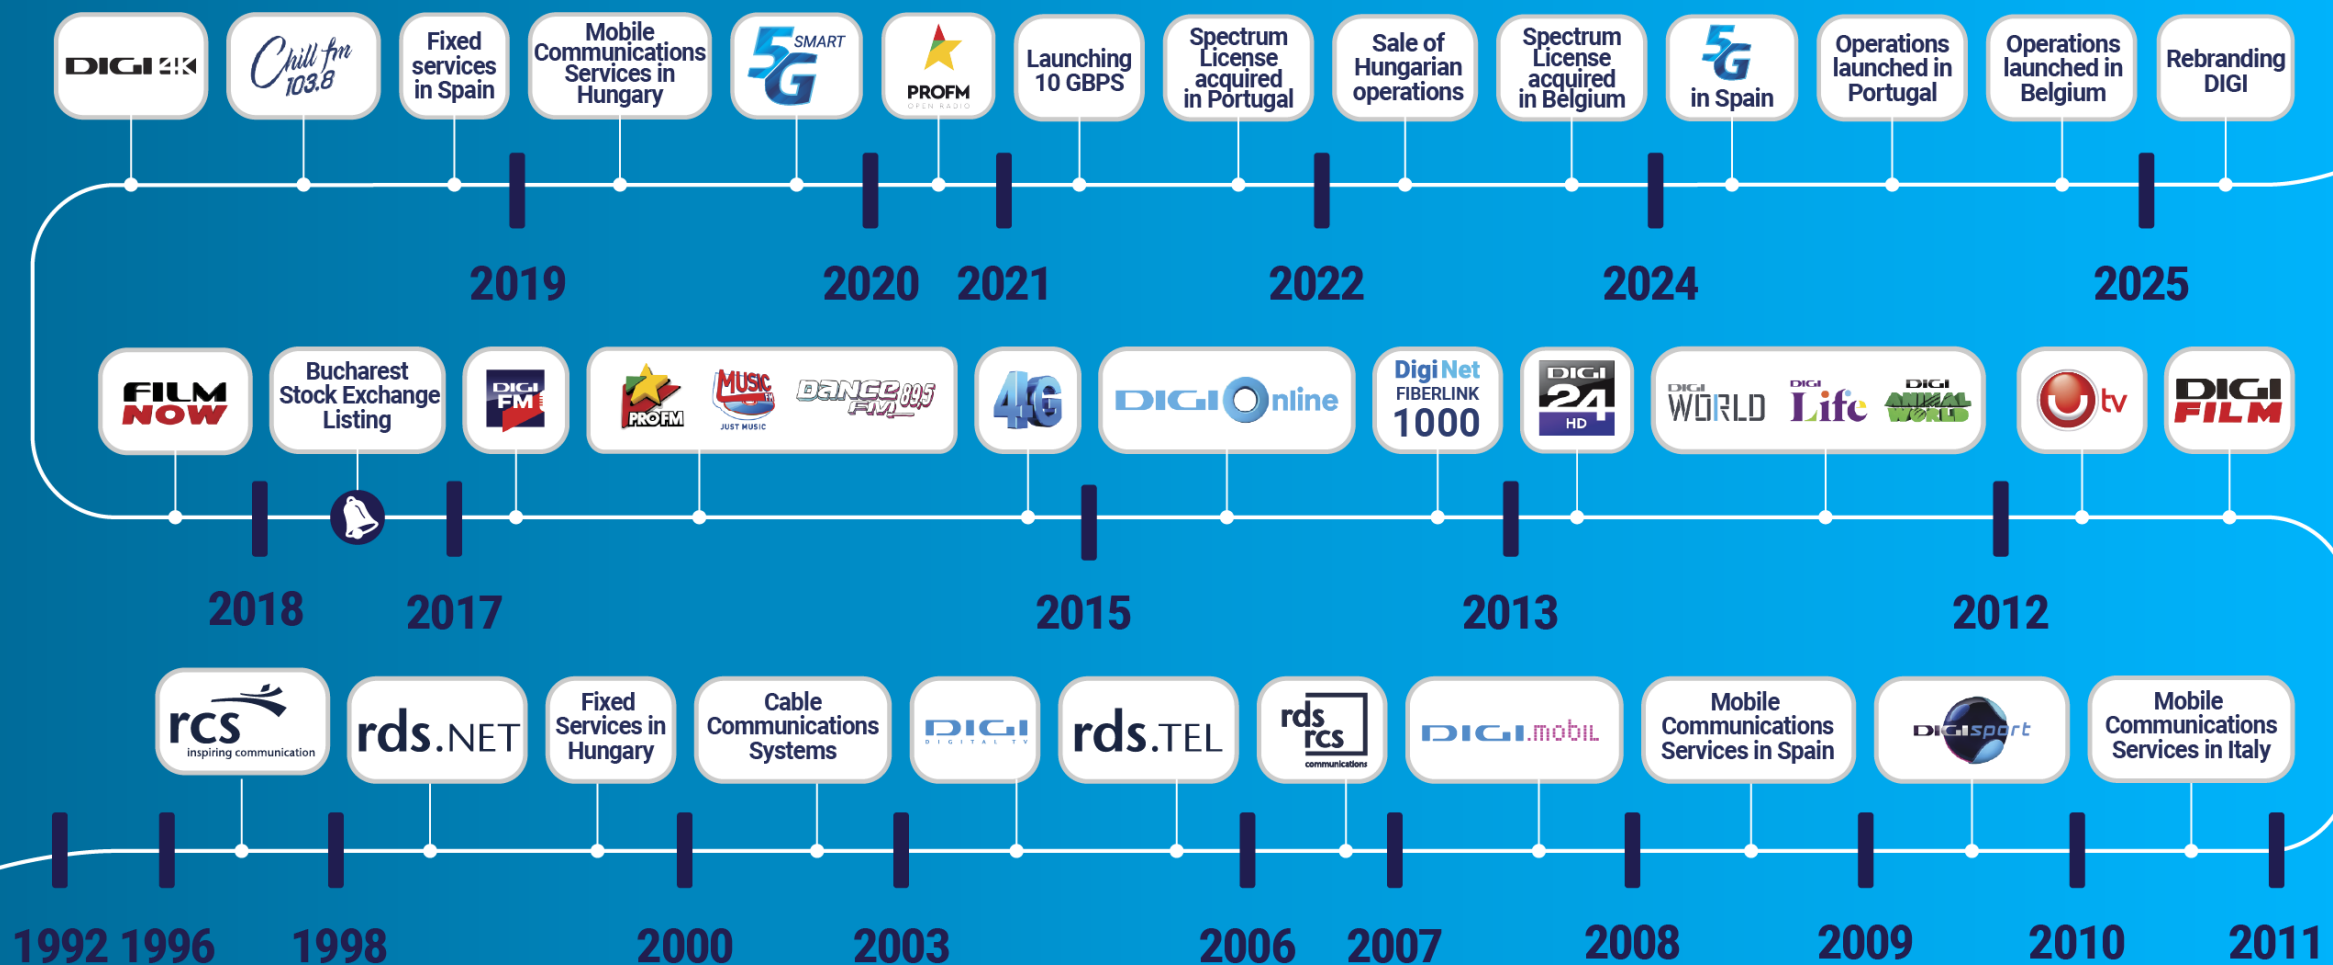 DIGI 4K
Chill fm
103.8
Fixed
services
in Spain
Mobile
Communications
Services in
Hungary
5G SMART
PROFM
OPEN RADIO
Launching
10 GBPS
Spectrum
License
acquired
in Portugal
Sale of
Hungarian
operations
Spectrum
License
acquired
in Belgium
5G
in Spain
Operations
launched in
Portugal
Operations
launched in
Belgium
Rebranding
DIGI
2019
2020
2021
2022
2024
2025
FILM
NOW
Bucharest
Stock Exchange
Listing
DIGI
FM
PROFM
MUSIC
FM
JUST MUSIC
DANCE
FM 89,5
4G
DIGI Online
Digi Net
FIBERLINK
1000
DIGI
24
HD
DIGI
WORLD
DIGI
Life
DIGI
ANIMAL
WORLD
U tv
DIGI
FILM
2018
2017
2015
2013
2012
rcs
inspiring communication
rds.NET
Fixed
Services in
Hungary
Cable
Communications
Systems
DIGI
DIGITAL TV
rds.TEL
rds
rcs
communications
DIGI.mobil
Mobile
Communications
Services in Spain
DIGIsport
Mobile
Communications
Services in Italy
1992
1996
1998
2000
2003
2006
2007
2008
2009
2010
2011